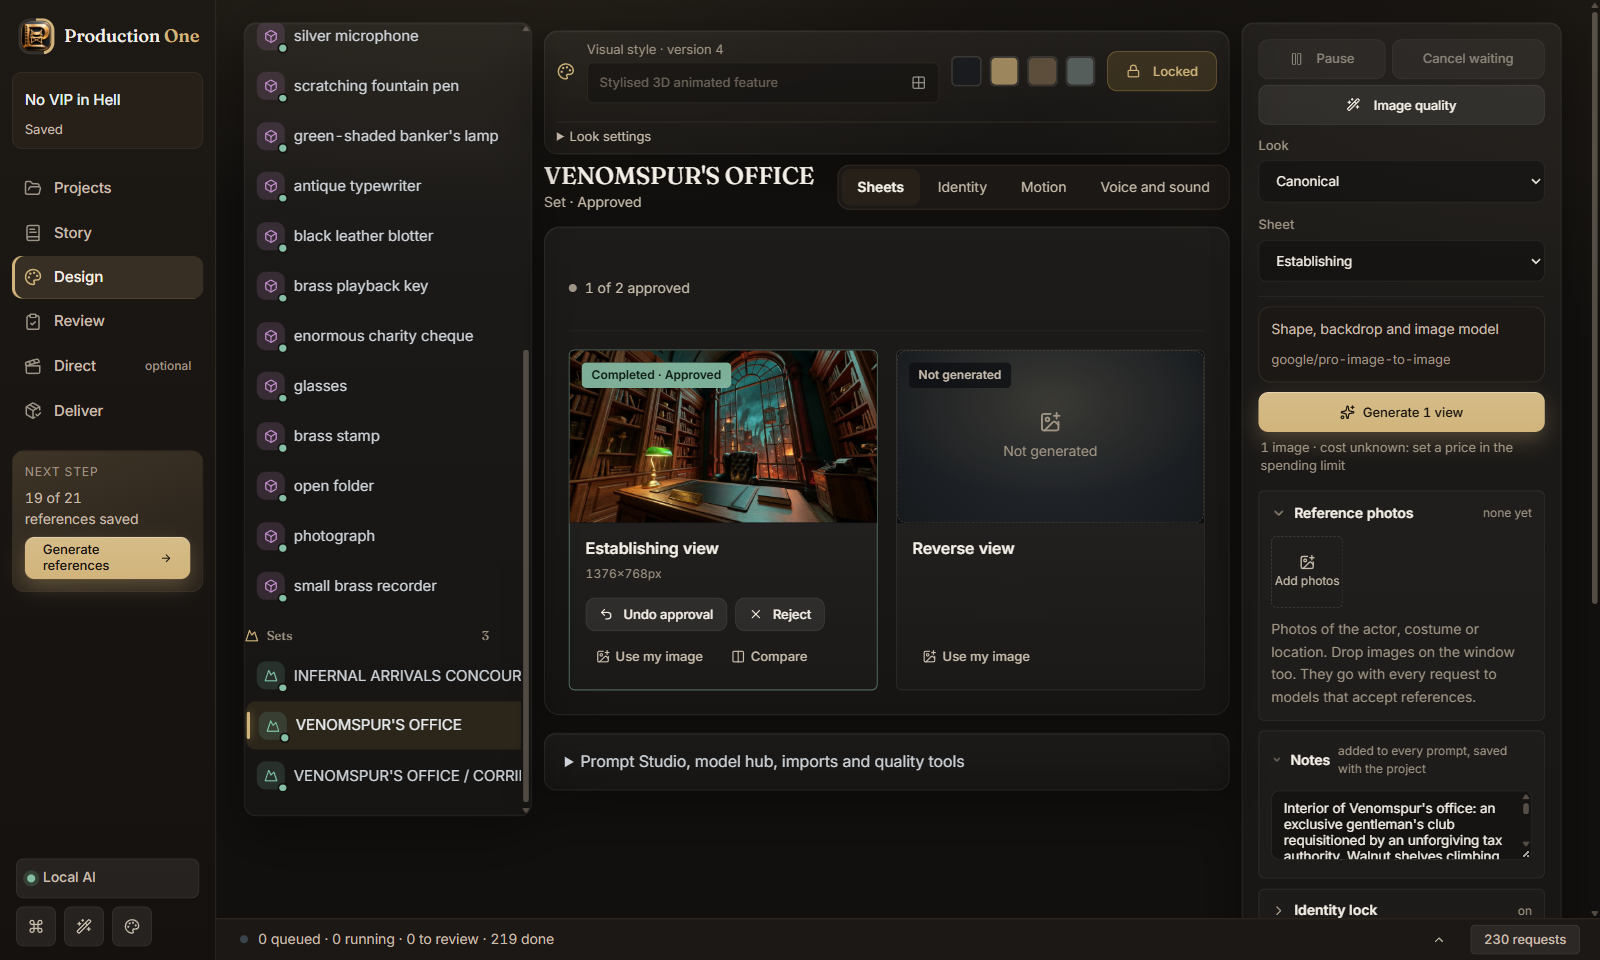 Production One
No VIP in Hell
Saved
Projects
Story
Design
Review
Direct
optional
Deliver
NEXT STEP
19 of 21
references saved
Generate
references
Local AI
silver microphone
scratching fountain pen
green-shaded banker's lamp
antique typewriter
black leather blotter
brass playback key
enormous charity cheque
glasses
brass stamp
open folder
photograph
small brass recorder
Sets
3
INFERNAL ARRIVALS CONCOUR
VENOMSPUR'S OFFICE
VENOMSPUR'S OFFICE / CORRI
Visual style · version 4
Stylised 3D animated feature
Locked
Look settings
VENOMSPUR'S OFFICE
Set · Approved
Sheets
Identity
Motion
Voice and sound
1 of 2 approved
Completed · Approved
Establishing view
1376×768px
Undo approval
Reject
Use my image
Compare
Not generated
Not generated
Reverse view
Use my image
Prompt Studio, model hub, imports and quality tools
Pause
Cancel waiting
Image quality
Look
Canonical
Sheet
Establishing
Shape, backdrop and image model
google/pro-image-to-image
Generate 1 view
1 image · cost unknown: set a price in the
spending limit
Reference photos
none yet
Add photos
Photos of the actor, costume or
location. Drop images on the window
too. They go with every request to
models that accept references.
Notes
added to every prompt, saved
with the project
Interior of Venomspur's office: an
exclusive gentleman's club
requisitioned by an unforgiving tax
authority. Walnut shelves climbing
Identity lock
on
0 queued · 0 running · 0 to review · 219 done
230 requests